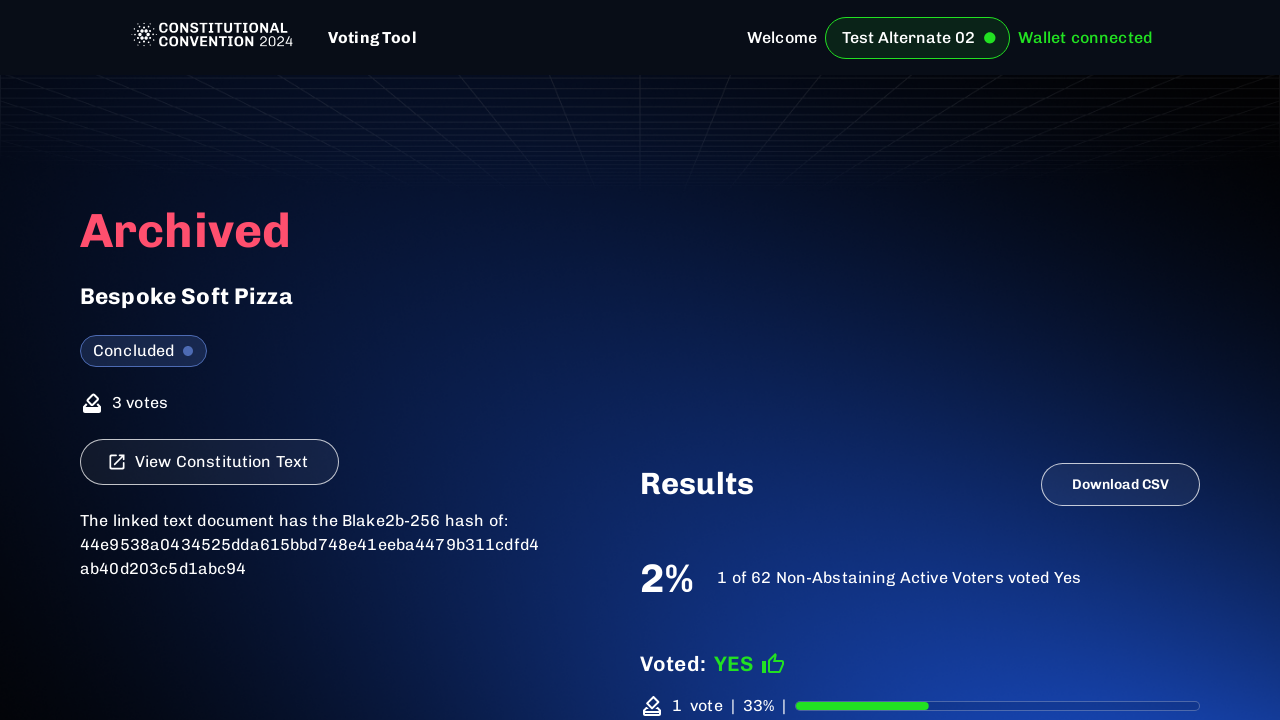 CONSTITUTIONAL
CONVENTION 2024
Voting Tool
Welcome
Test Alternate 02
Wallet connected
Archived
Bespoke Soft Pizza
Concluded
3 votes
View Constitution Text
The linked text document has the Blake2b-256 hash of:
44e9538a0434525dda615bbd748e41eeba4479b311cdfd4
ab40d203c5d1abc94
Results
Download CSV
2%
1 of 62 Non-Abstaining Active Voters voted Yes
Voted: YES
1 vote | 33% |